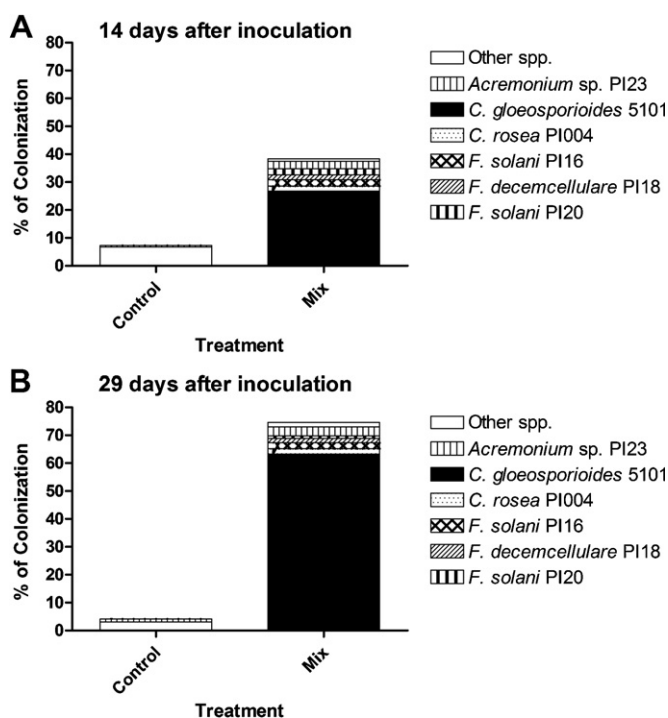 A 14 days after inoculation
% of Colonization
80
70
60
50
40
30
20
10
0
Control
Mix
Treatment
Other spp.
Acremonium sp. PI23
C. gloeosporioides 5101
C. rosea PI004
F. solani PI16
F. decemcellulare PI18
F. solani PI20
B 29 days after inoculation
% of Colonization
80
70
60
50
40
30
20
10
0
Control
Mix
Treatment
Other spp.
Acremonium sp. PI23
C. gloeosporioides 5101
C. rosea PI004
F. solani PI16
F. decemcellulare PI18
F. solani PI20